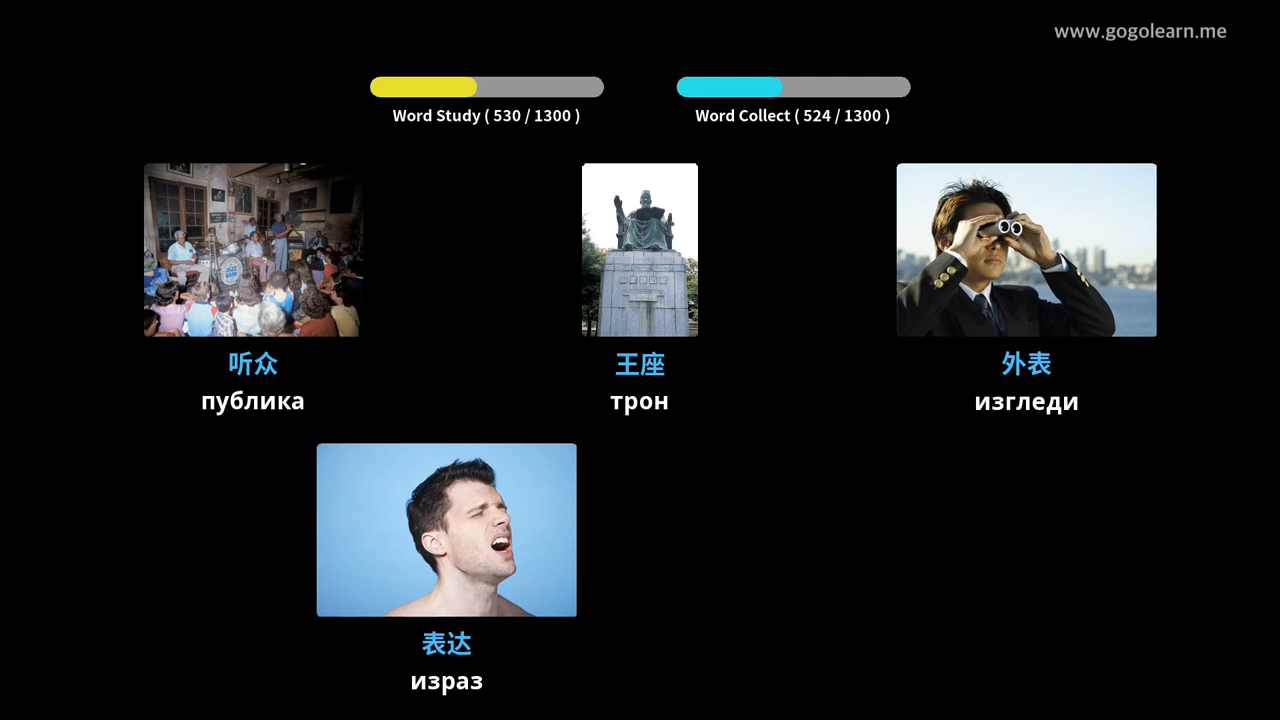 www.gogolearn.me
Word Study ( 530 / 1300 )
Word Collect ( 524 / 1300 )
听众
публика
王座
трон
外表
изгледи
表达
израз